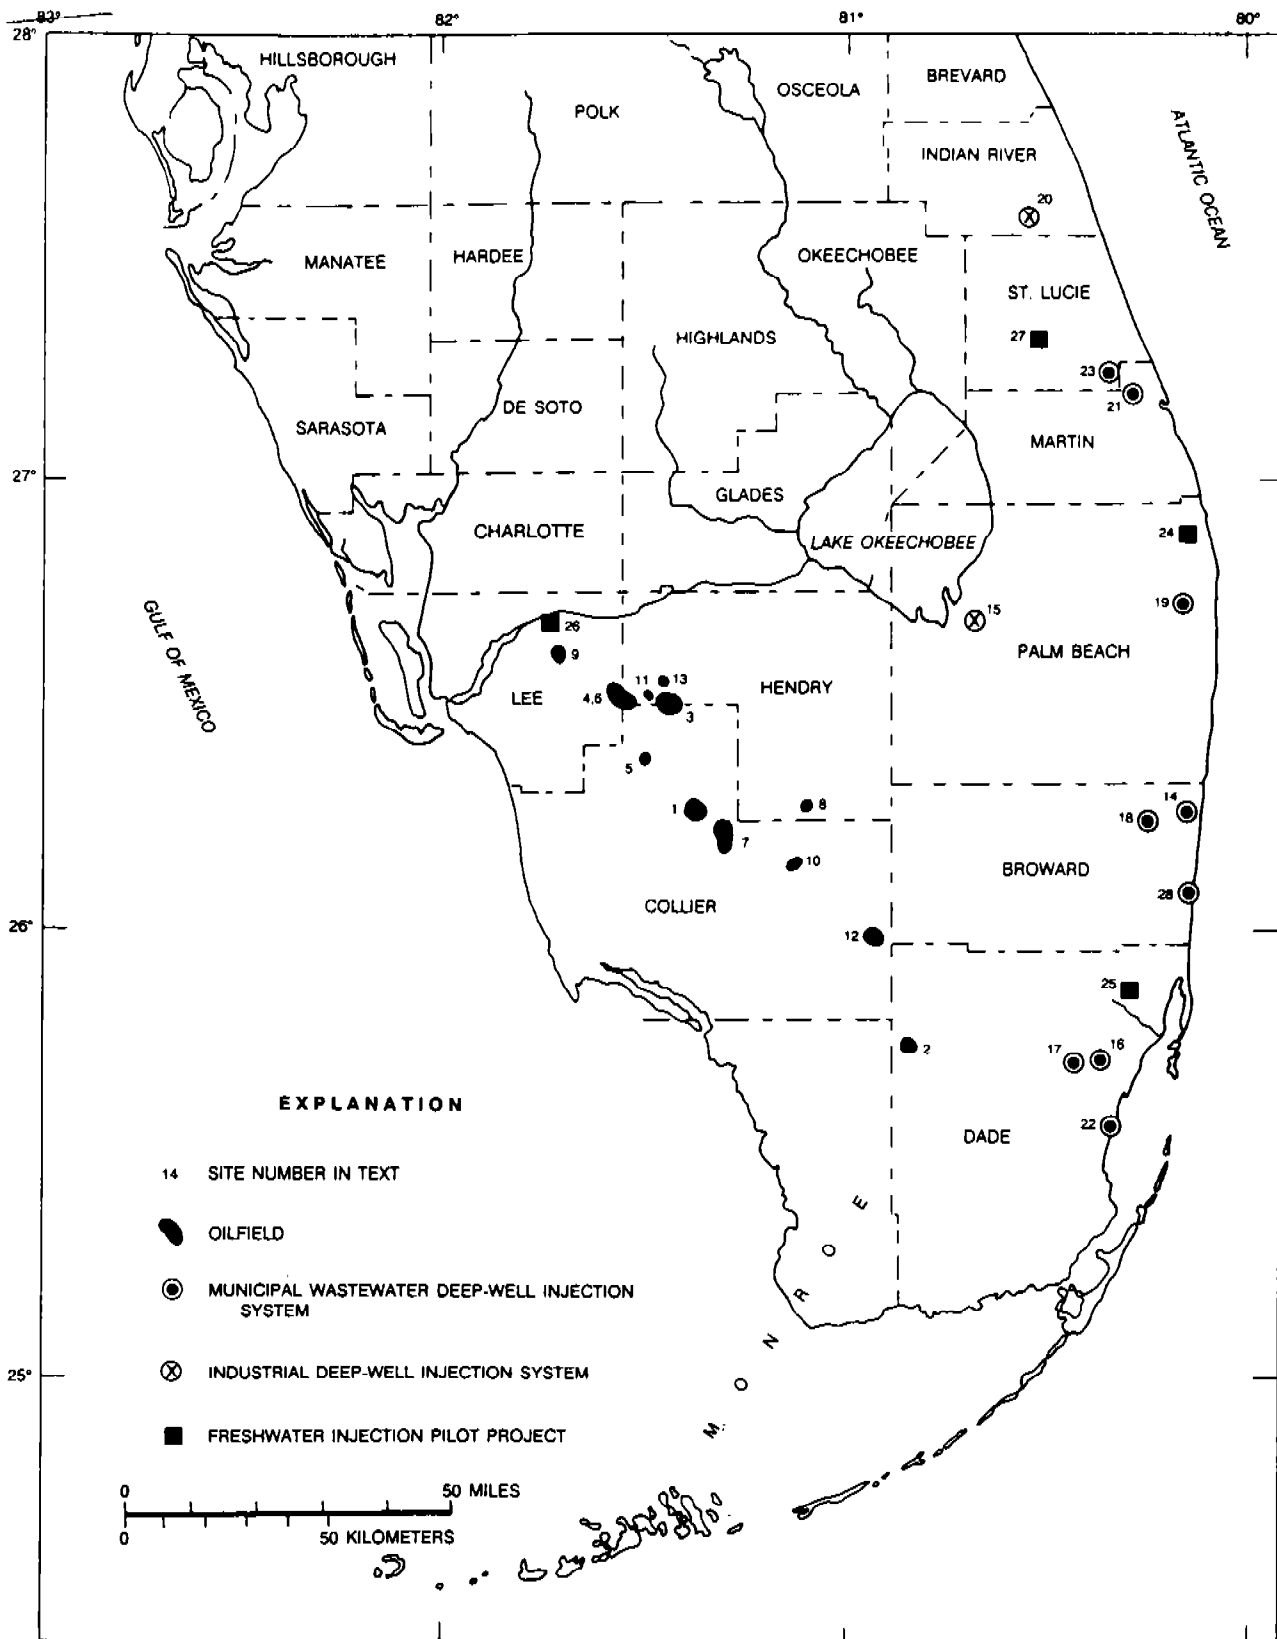 83° 82° 81° 80°
28°
HILLSBOROUGH
POLK
OSCEOLA
BREVARD
ATLANTIC OCEAN
INDIAN RIVER
20
MANATEE
HARDEE
OKEECHOBEE
ST. LUCIE
HIGHLANDS
27
23
21
DE SOTO
SARASOTA
MARTIN
27°
GLADES
CHARLOTTE
24
LAKE OKEECHOBEE
19
15
GULF OF MEXICO
26
PALM BEACH
9
LEE
4,6
11
13
3
HENDRY
5
1
8
14
18
7
10
BROWARD
28
COLLIER
26°
12
25
2
17
16
22
DADE
MONROE
EXPLANATION
14 SITE NUMBER IN TEXT
OILFIELD
MUNICIPAL WASTEWATER DEEP-WELL INJECTION
SYSTEM
25°
INDUSTRIAL DEEP-WELL INJECTION SYSTEM
FRESHWATER INJECTION PILOT PROJECT
0 50 MILES
0 50 KILOMETERS